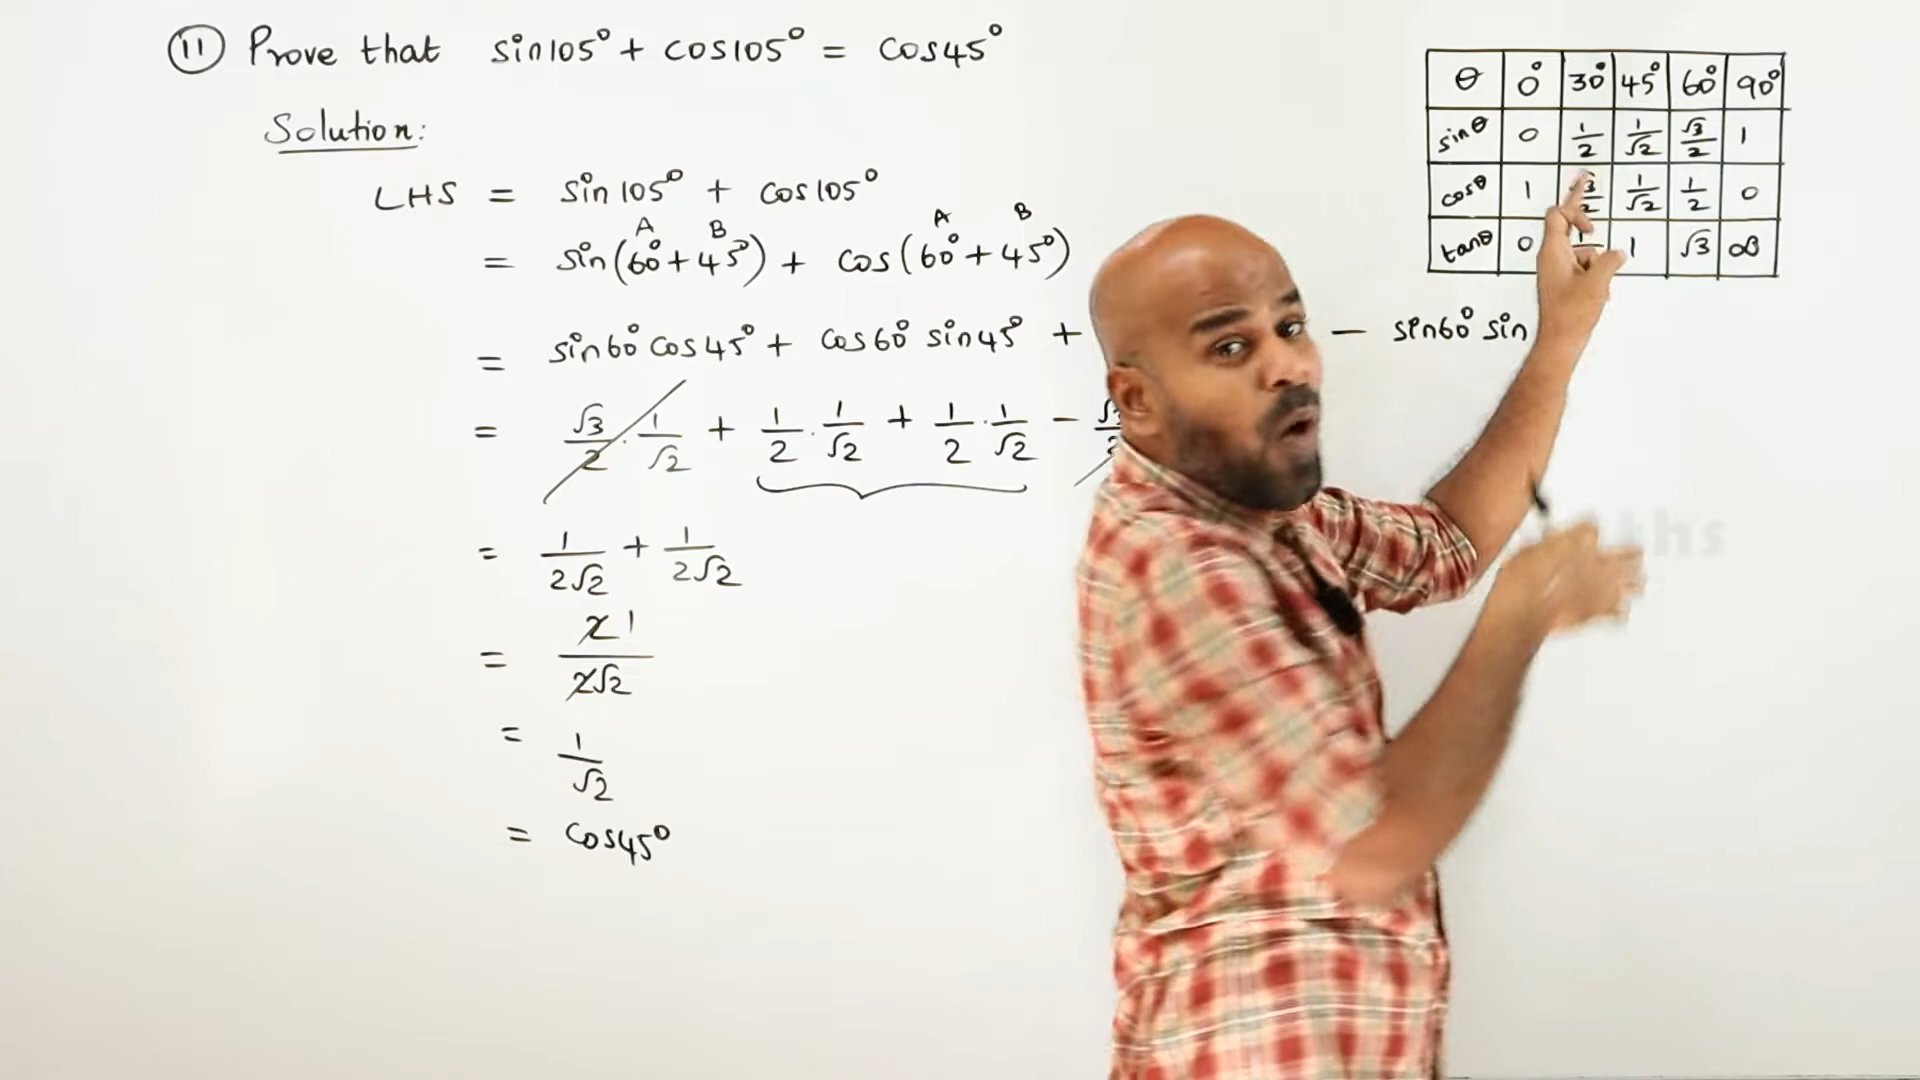 11 Prove that sin105° + cos105° = cos45°
Solution:
LHS = sin105° + cos105°
A B A B
= sin(60° + 45°) + cos(60° + 45°)
= sin60° cos45° + cos60° sin45° + − sin60° sin
= √3/2 · 1/√2 + 1/2 · 1/√2 + 1/2 · 1/√2 −
= 1/2√2 + 1/2√2
= 2 1/2√2
= 1/√2
= cos45°
θ 0° 30° 45° 60° 90°
sinθ 0 1/2 1/√2 √3/2 1
cosθ 1 1/√2 1/2 0
tanθ 0 1 √3 ∞